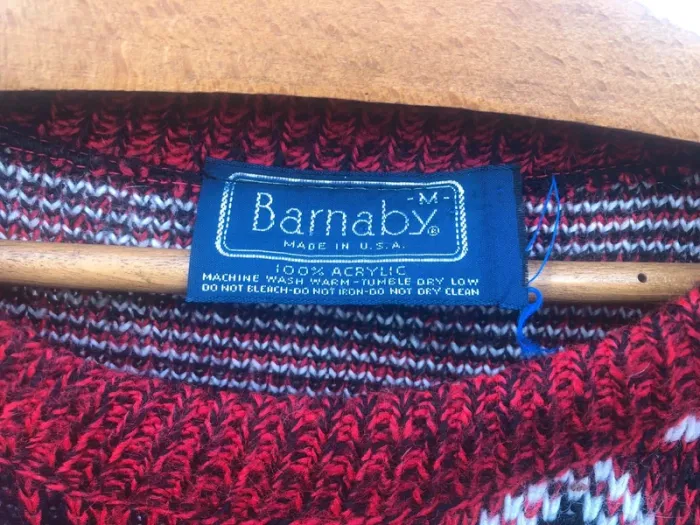 -M-
Barnaby®
MADE IN U.S.A.
100% ACRYLIC
MACHINE WASH WARM-TUMBLE DRY LOW
DO NOT BLEACH-DO NOT IRON-DO NOT DRY CLEAN